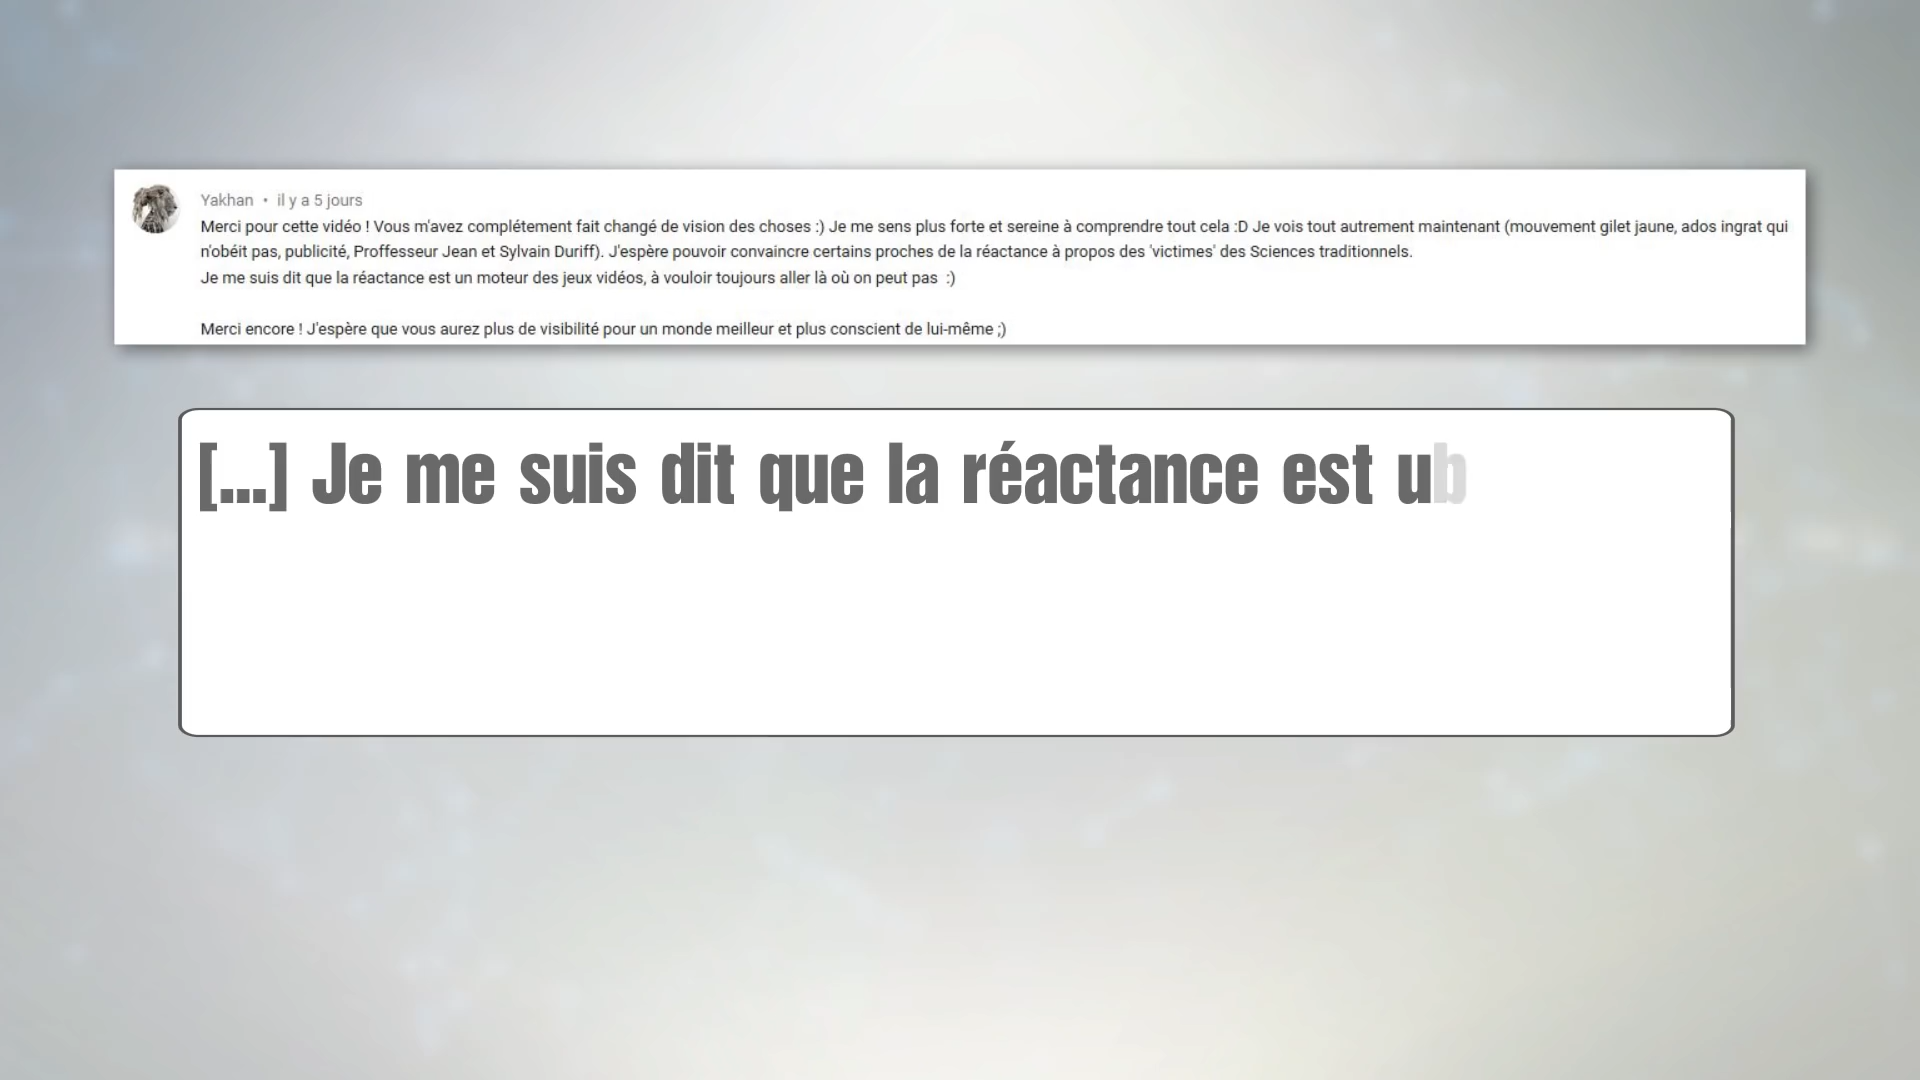 Yakhan • il y a 5 jours
Merci pour cette vidéo ! Vous m'avez complétement fait changé de vision des choses :) Je me sens plus forte et sereine à comprendre tout cela :D Je vois tout autrement maintenant (mouvement gilet jaune, ados ingrat qui
n'obéit pas, publicité, Proffesseur Jean et Sylvain Duriff). J'espère pouvoir convaincre certains proches de la réactance à propos des 'victimes' des Sciences traditionnels.
Je me suis dit que la réactance est un moteur des jeux vidéos, à vouloir toujours aller là où on peut pas :)
Merci encore ! J'espère que vous aurez plus de visibilité pour un monde meilleur et plus conscient de lui-même ;)
[...] Je me suis dit que la réactance est ub